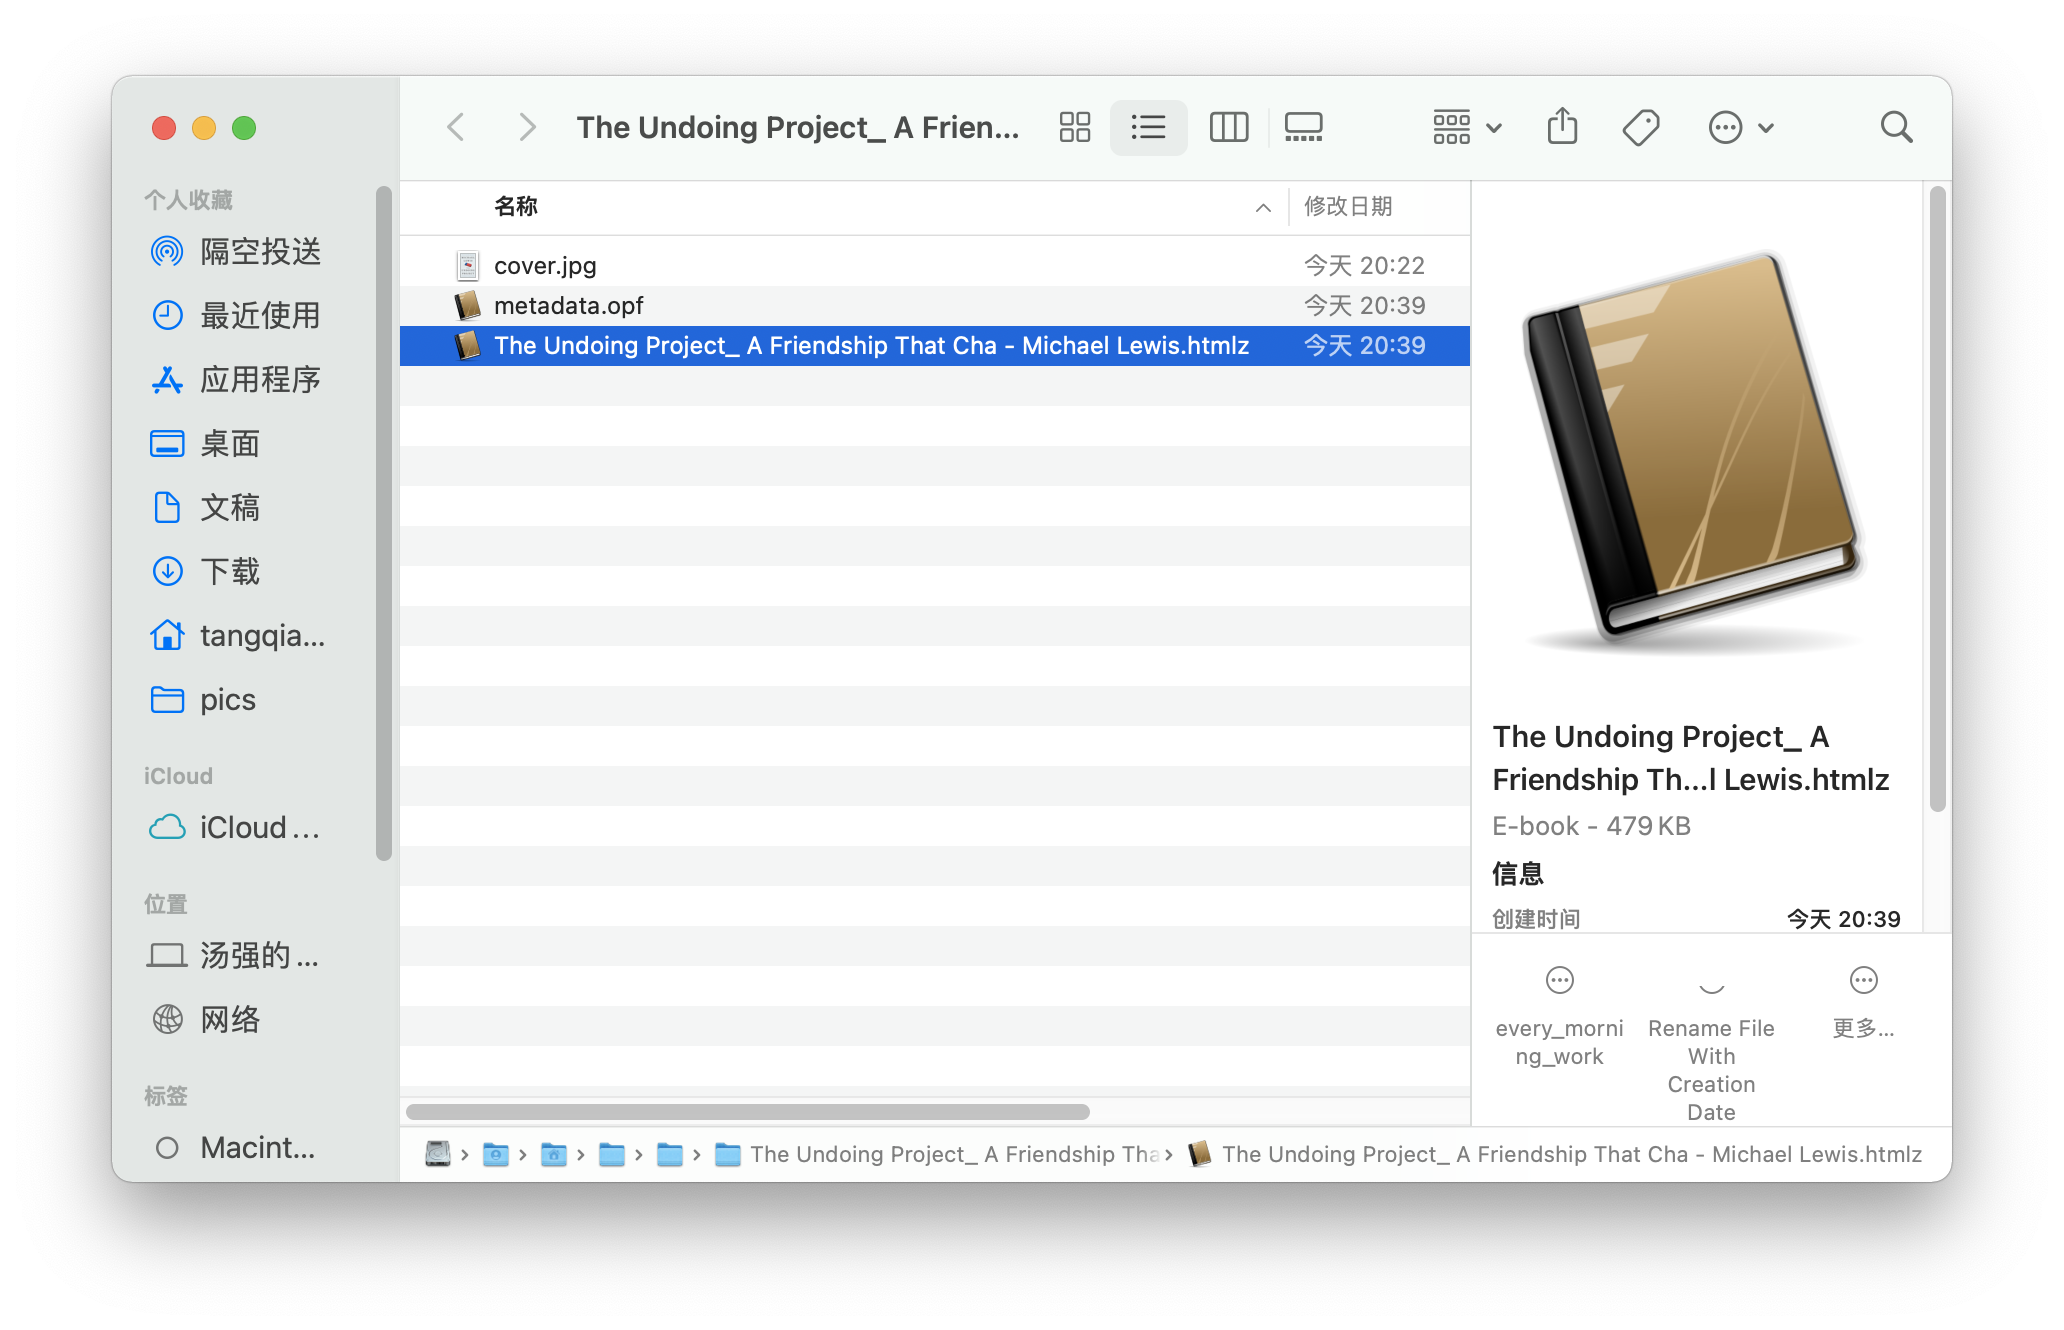 The Undoing Project_ A Frien...
个人收藏
隔空投送
最近使用
应用程序
桌面
文稿
下载
tangqia...
pics
iCloud
iCloud ...
位置
汤强的 ...
网络
标签
Macint...
名称 修改日期
cover.jpg 今天 20:22
metadata.opf 今天 20:39
The Undoing Project_ A Friendship That Cha - Michael Lewis.htmlz 今天 20:39
The Undoing Project_ A
Friendship Th...l Lewis.htmlz
E-book - 479 KB
信息
创建时间 今天 20:39
every_morni
ng_work
Rename File
With
Creation
Date
更多...
The Undoing Project_ A Friendship Tha
The Undoing Project_ A Friendship That Cha - Michael Lewis.htmlz